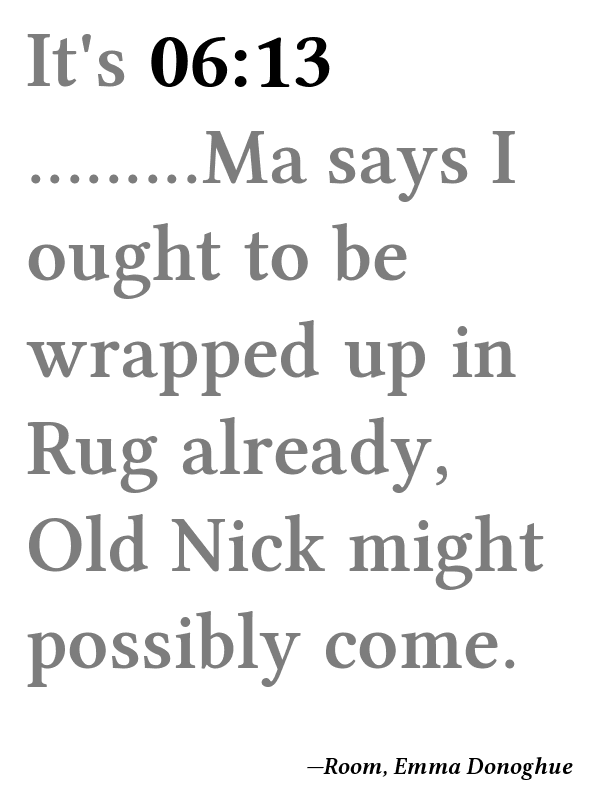 It's 06:13
.........Ma says I
ought to be
wrapped up in
Rug already,
Old Nick might
possibly come.
—Room, Emma Donoghue